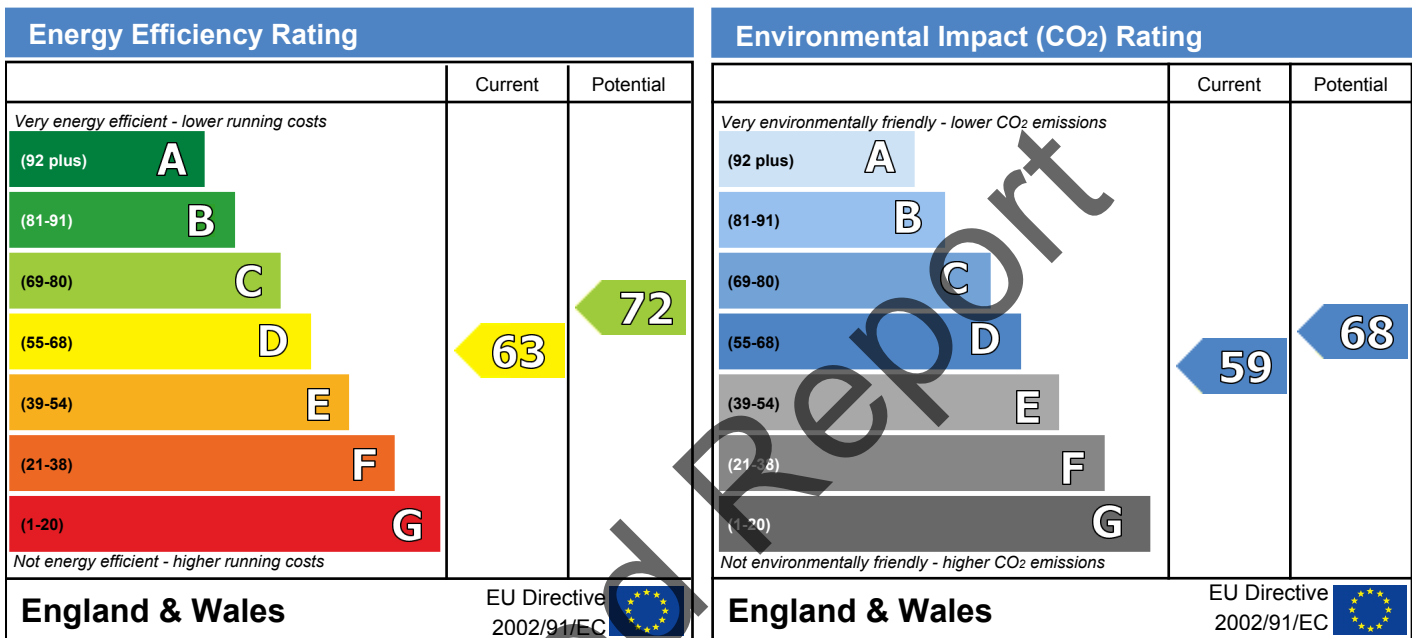 Energy Efficiency Rating
Current Potential
Very energy efficient - lower running costs
(92 plus) A
(81-91) B
(69-80) C
(55-68) D
(39-54) E
(21-38) F
(1-20) G
63
72
Not energy efficient - higher running costs
England & Wales
EU Directive
2002/91/EC
Environmental Impact (CO2) Rating
Current Potential
Very environmentally friendly - lower CO2 emissions
(92 plus) A
(81-91) B
(69-80) C
(55-68) D
(39-54) E
(21-38) F
(1-20) G
59
68
Not environmentally friendly - higher CO2 emissions
England & Wales
EU Directive
2002/91/EC
Report